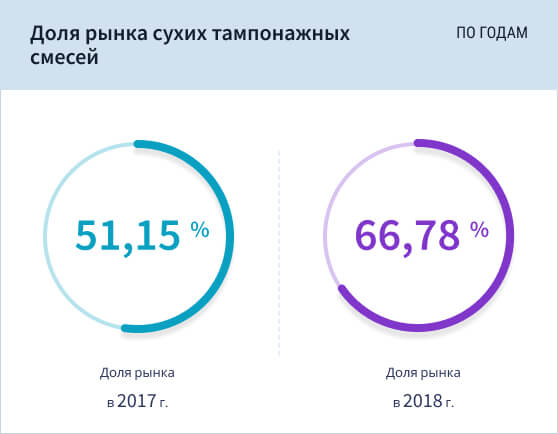 Доля рынка сухих тампонажных
смесей
ПО ГОДАМ
51,15 %
Доля рынка
в 2017 г.
66,78 %
Доля рынка
в 2018 г.